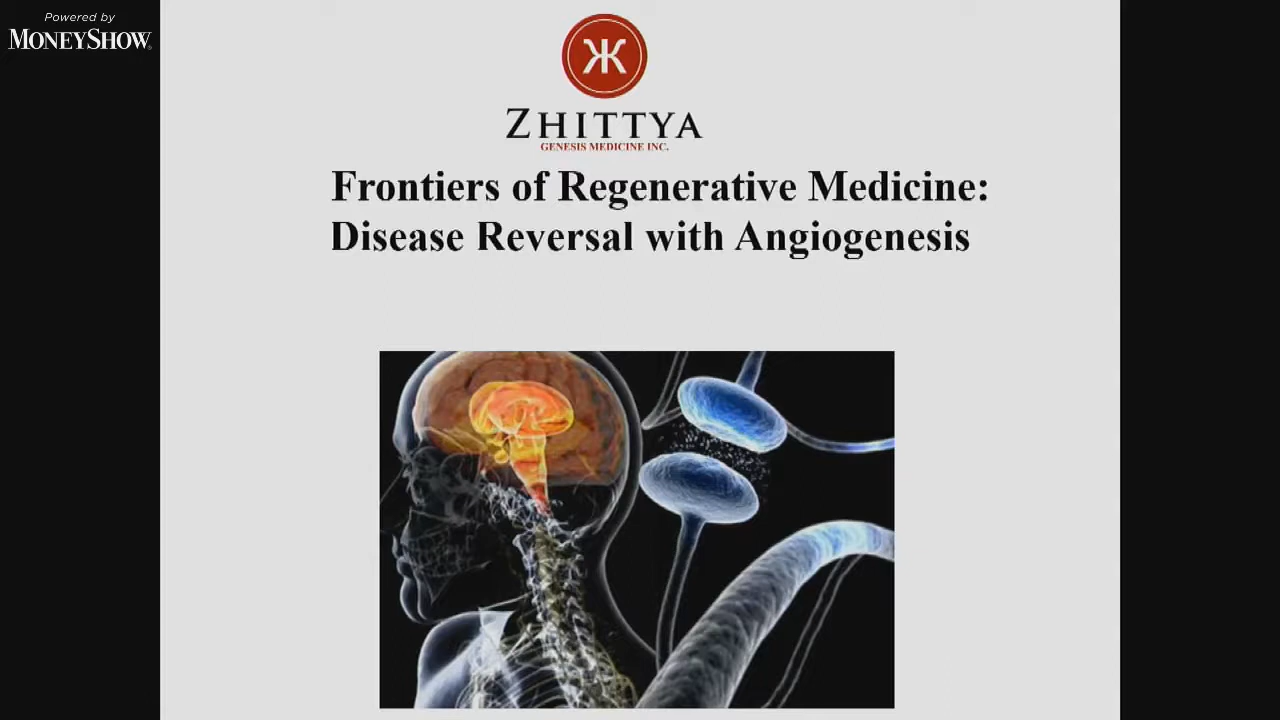 Powered by
MONEYSHOW
ЖK
ZHITTYA
GENESIS MEDICINE INC.
Frontiers of Regenerative Medicine:
Disease Reversal with Angiogenesis